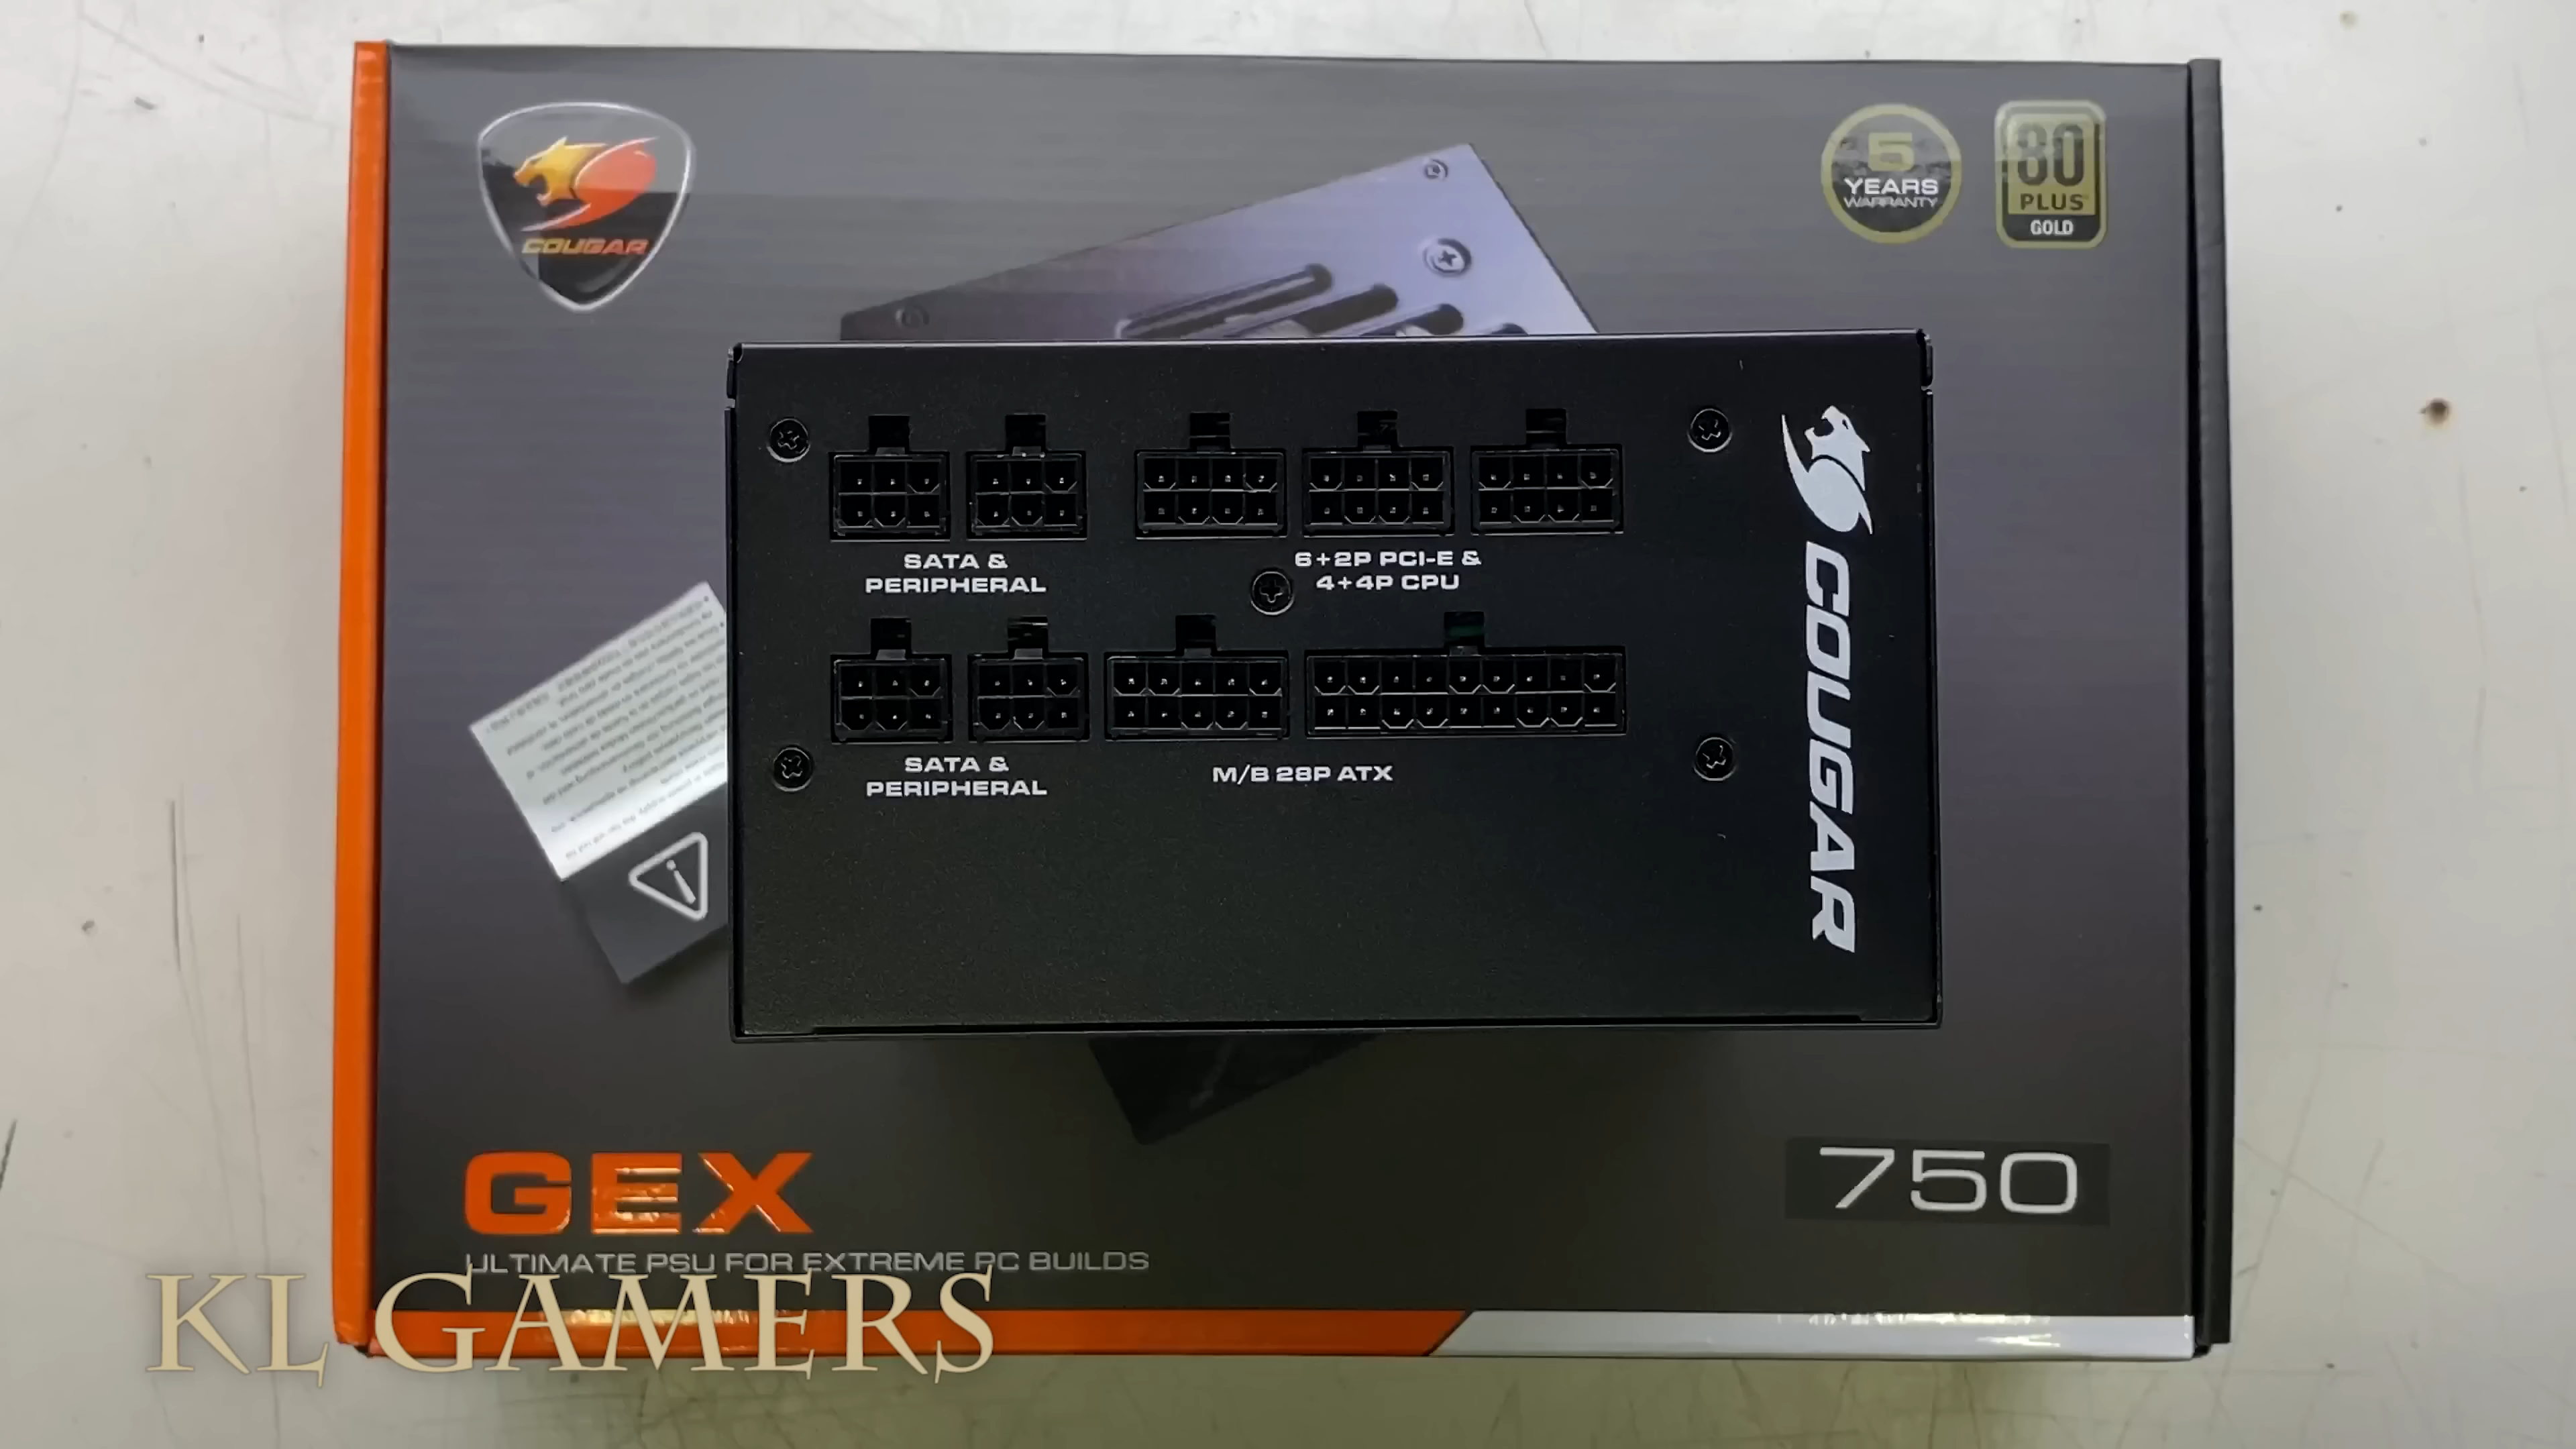 COUGAR
5
YEARS
WARRANTY
80
PLUS
GOLD
SATA &
PERIPHERAL
6+2P PCI-E &
4+4P CPU
SATA &
PERIPHERAL
M/B 28P ATX
COUGAR
GEX
750
ULTIMATE PSU FOR EXTREME PC BUILDS
KL GAMERS